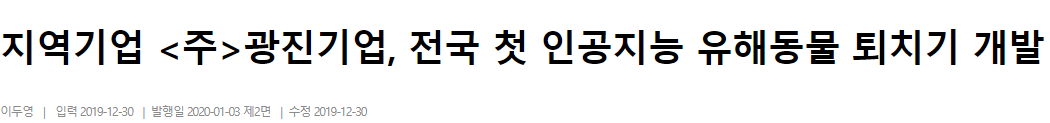 지역기업 <주>광진기업, 전국 첫 인공지능 유해동물 퇴치기 개발
이두영 | 입력 2019-12-30 | 발행일 2020-01-03 제2면 | 수정 2019-12-30